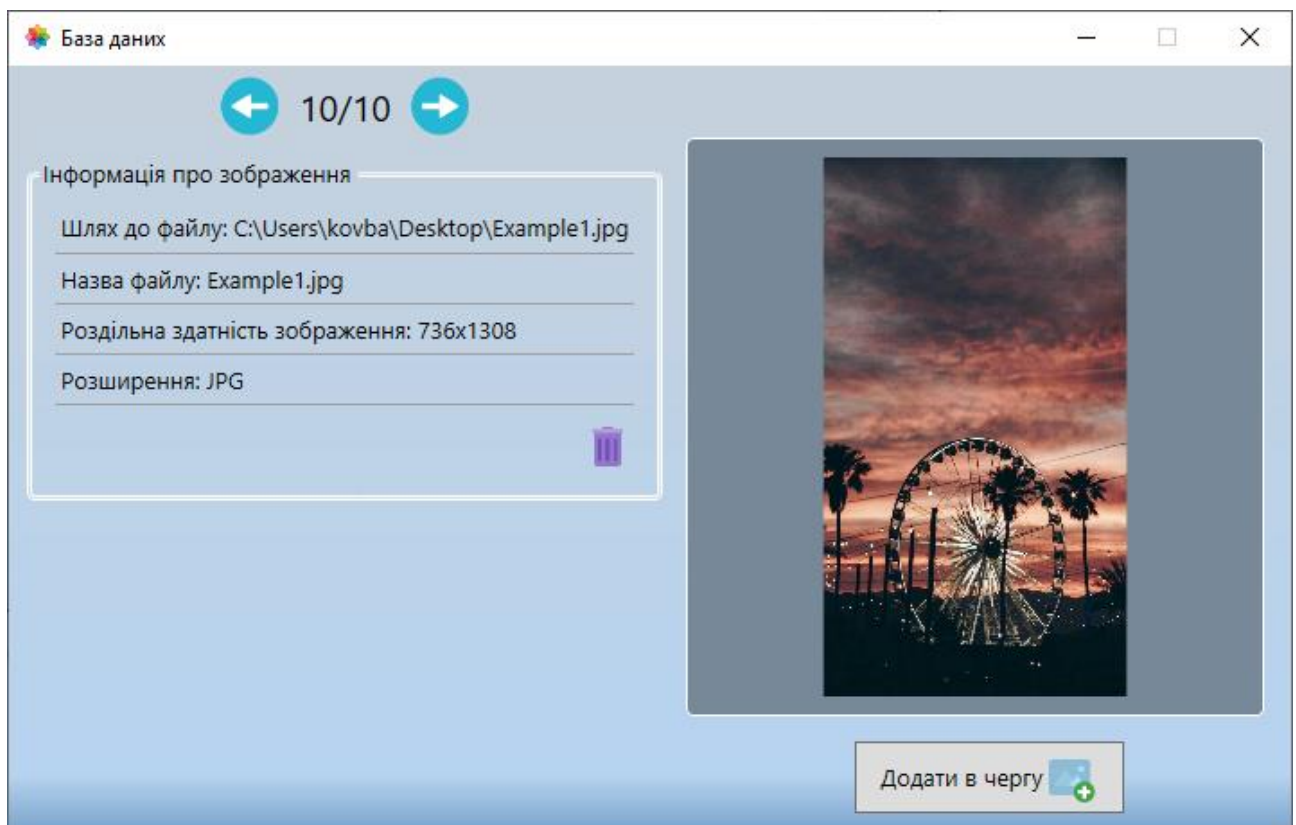 База даних
10/10
Інформація про зображення
Шлях до файлу: C:\Users\kovba\Desktop\Example1.jpg
Назва файлу: Example1.jpg
Роздільна здатність зображення: 736x1308
Розширення: JPG
Додати в чергу